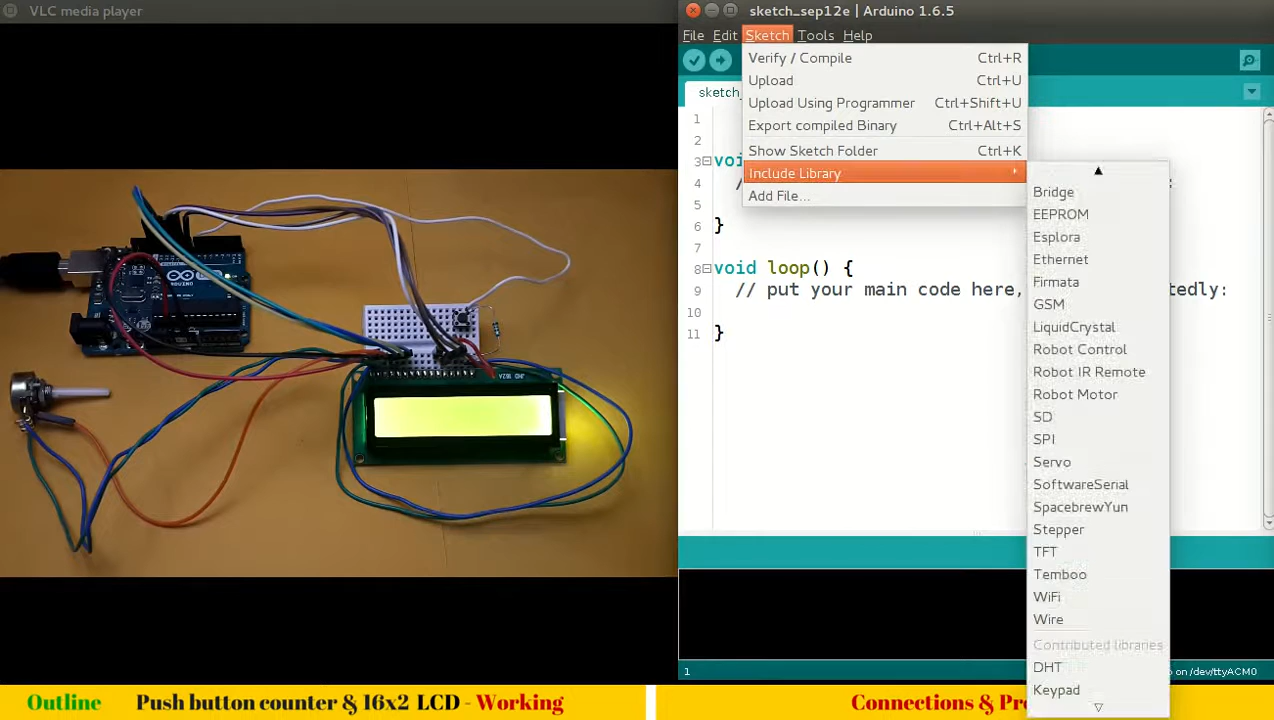 VLC media player
sketch_sep12e | Arduino 1.6.5
File Edit Sketch Tools Help
Verify / Compile Ctrl+R
Upload Ctrl+U
Upload Using Programmer Ctrl+Shift+U
Export compiled Binary Ctrl+Alt+S
Show Sketch Folder Ctrl+K
Include Library
Add File...
sketch_
1
2
3 voi
4 /
5
6 }
7
8 void loop() {
9 // put your main code here, tedly:
10
11 }
Bridge
EEPROM
Esplora
Ethernet
Firmata
GSM
LiquidCrystal
Robot Control
Robot IR Remote
Robot Motor
SD
SPI
Servo
SoftwareSerial
SpacebrewYun
Stepper
TFT
Temboo
WiFi
Wire
Contributed libraries
DHT
Keypad
1 o on /dev/ttyACM0
Outline Push button counter & 16x2 LCD - Working
Connections & Pr